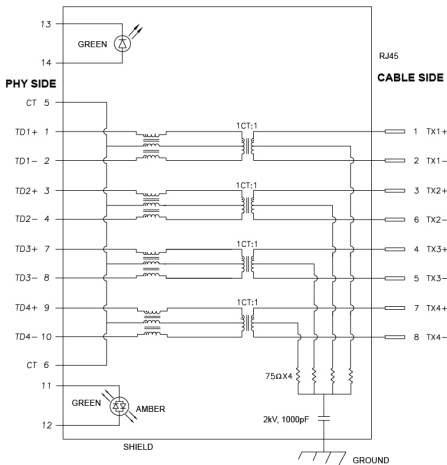 13
GREEN
14
RJ45
PHY SIDE
CABLE SIDE
CT 5
1CT:1
TD1+ 1
1 TX1+
TD1- 2
2 TX1-
1CT:1
TD2+ 3
3 TX2+
TD2- 4
6 TX2-
1CT:1
TD3+ 7
4 TX3+
TD3- 8
5 TX3-
1CT:1
TD4+ 9
7 TX4+
TD4- 10
8 TX4-
CT 6
75ΩX4
11
GREEN
AMBER
2kV, 1000pF
12
SHIELD
GROUND